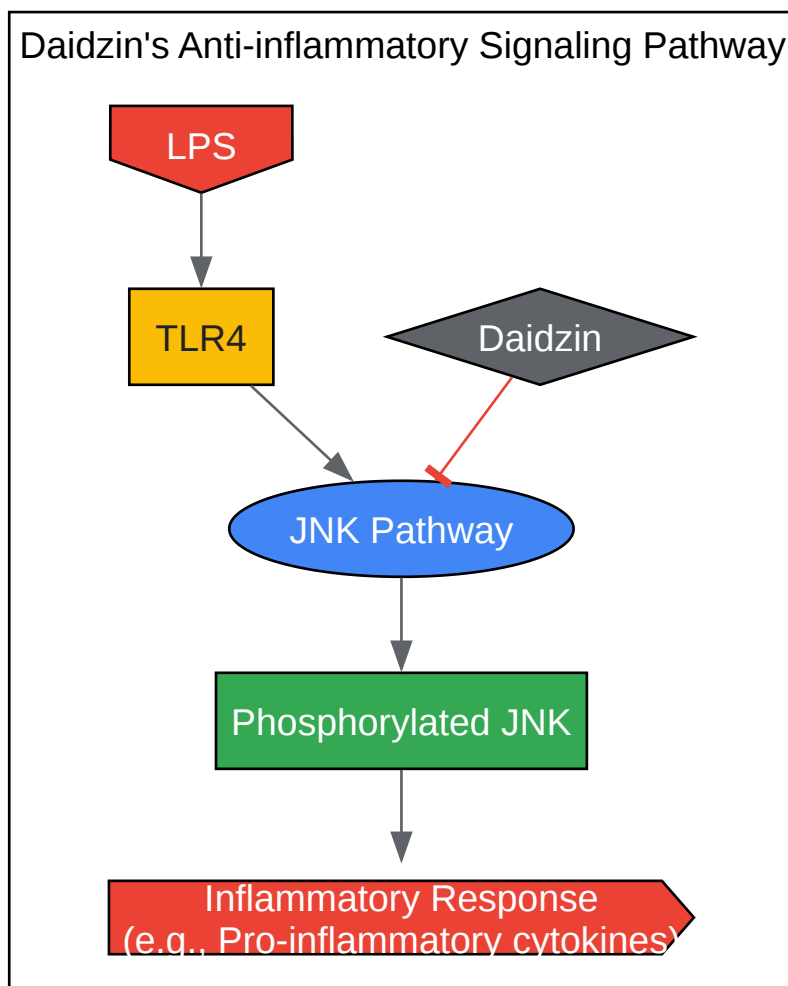 Daidzin's Anti-inflammatory Signaling Pathway
LPS
TLR4
Daidzin
JNK Pathway
Phosphorylated JNK
Inflammatory Response
(e.g., Pro-inflammatory cytokines)